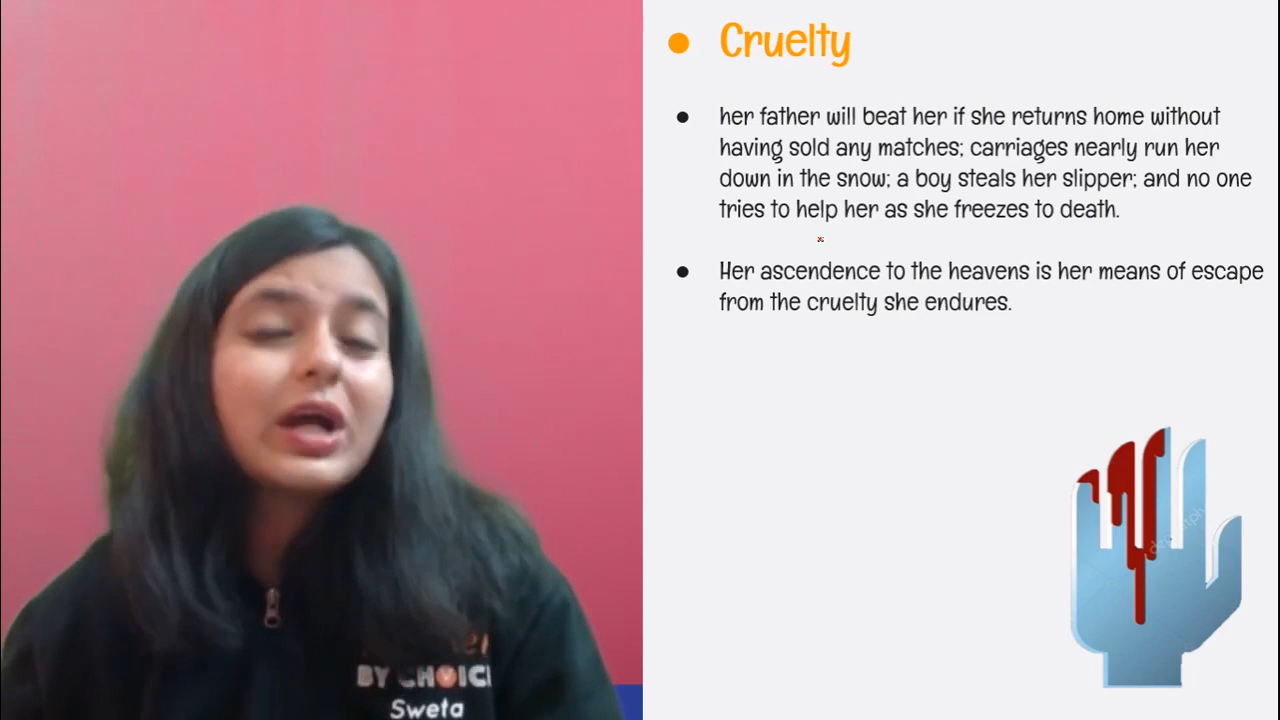 Cruelty
her father will beat her if she returns home without
having sold any matches; carriages nearly run her
down in the snow; a boy steals her slipper; and no one
tries to help her as she freezes to death.
Her ascendence to the heavens is her means of escape
from the cruelty she endures.
BY CHOICE
Sweta